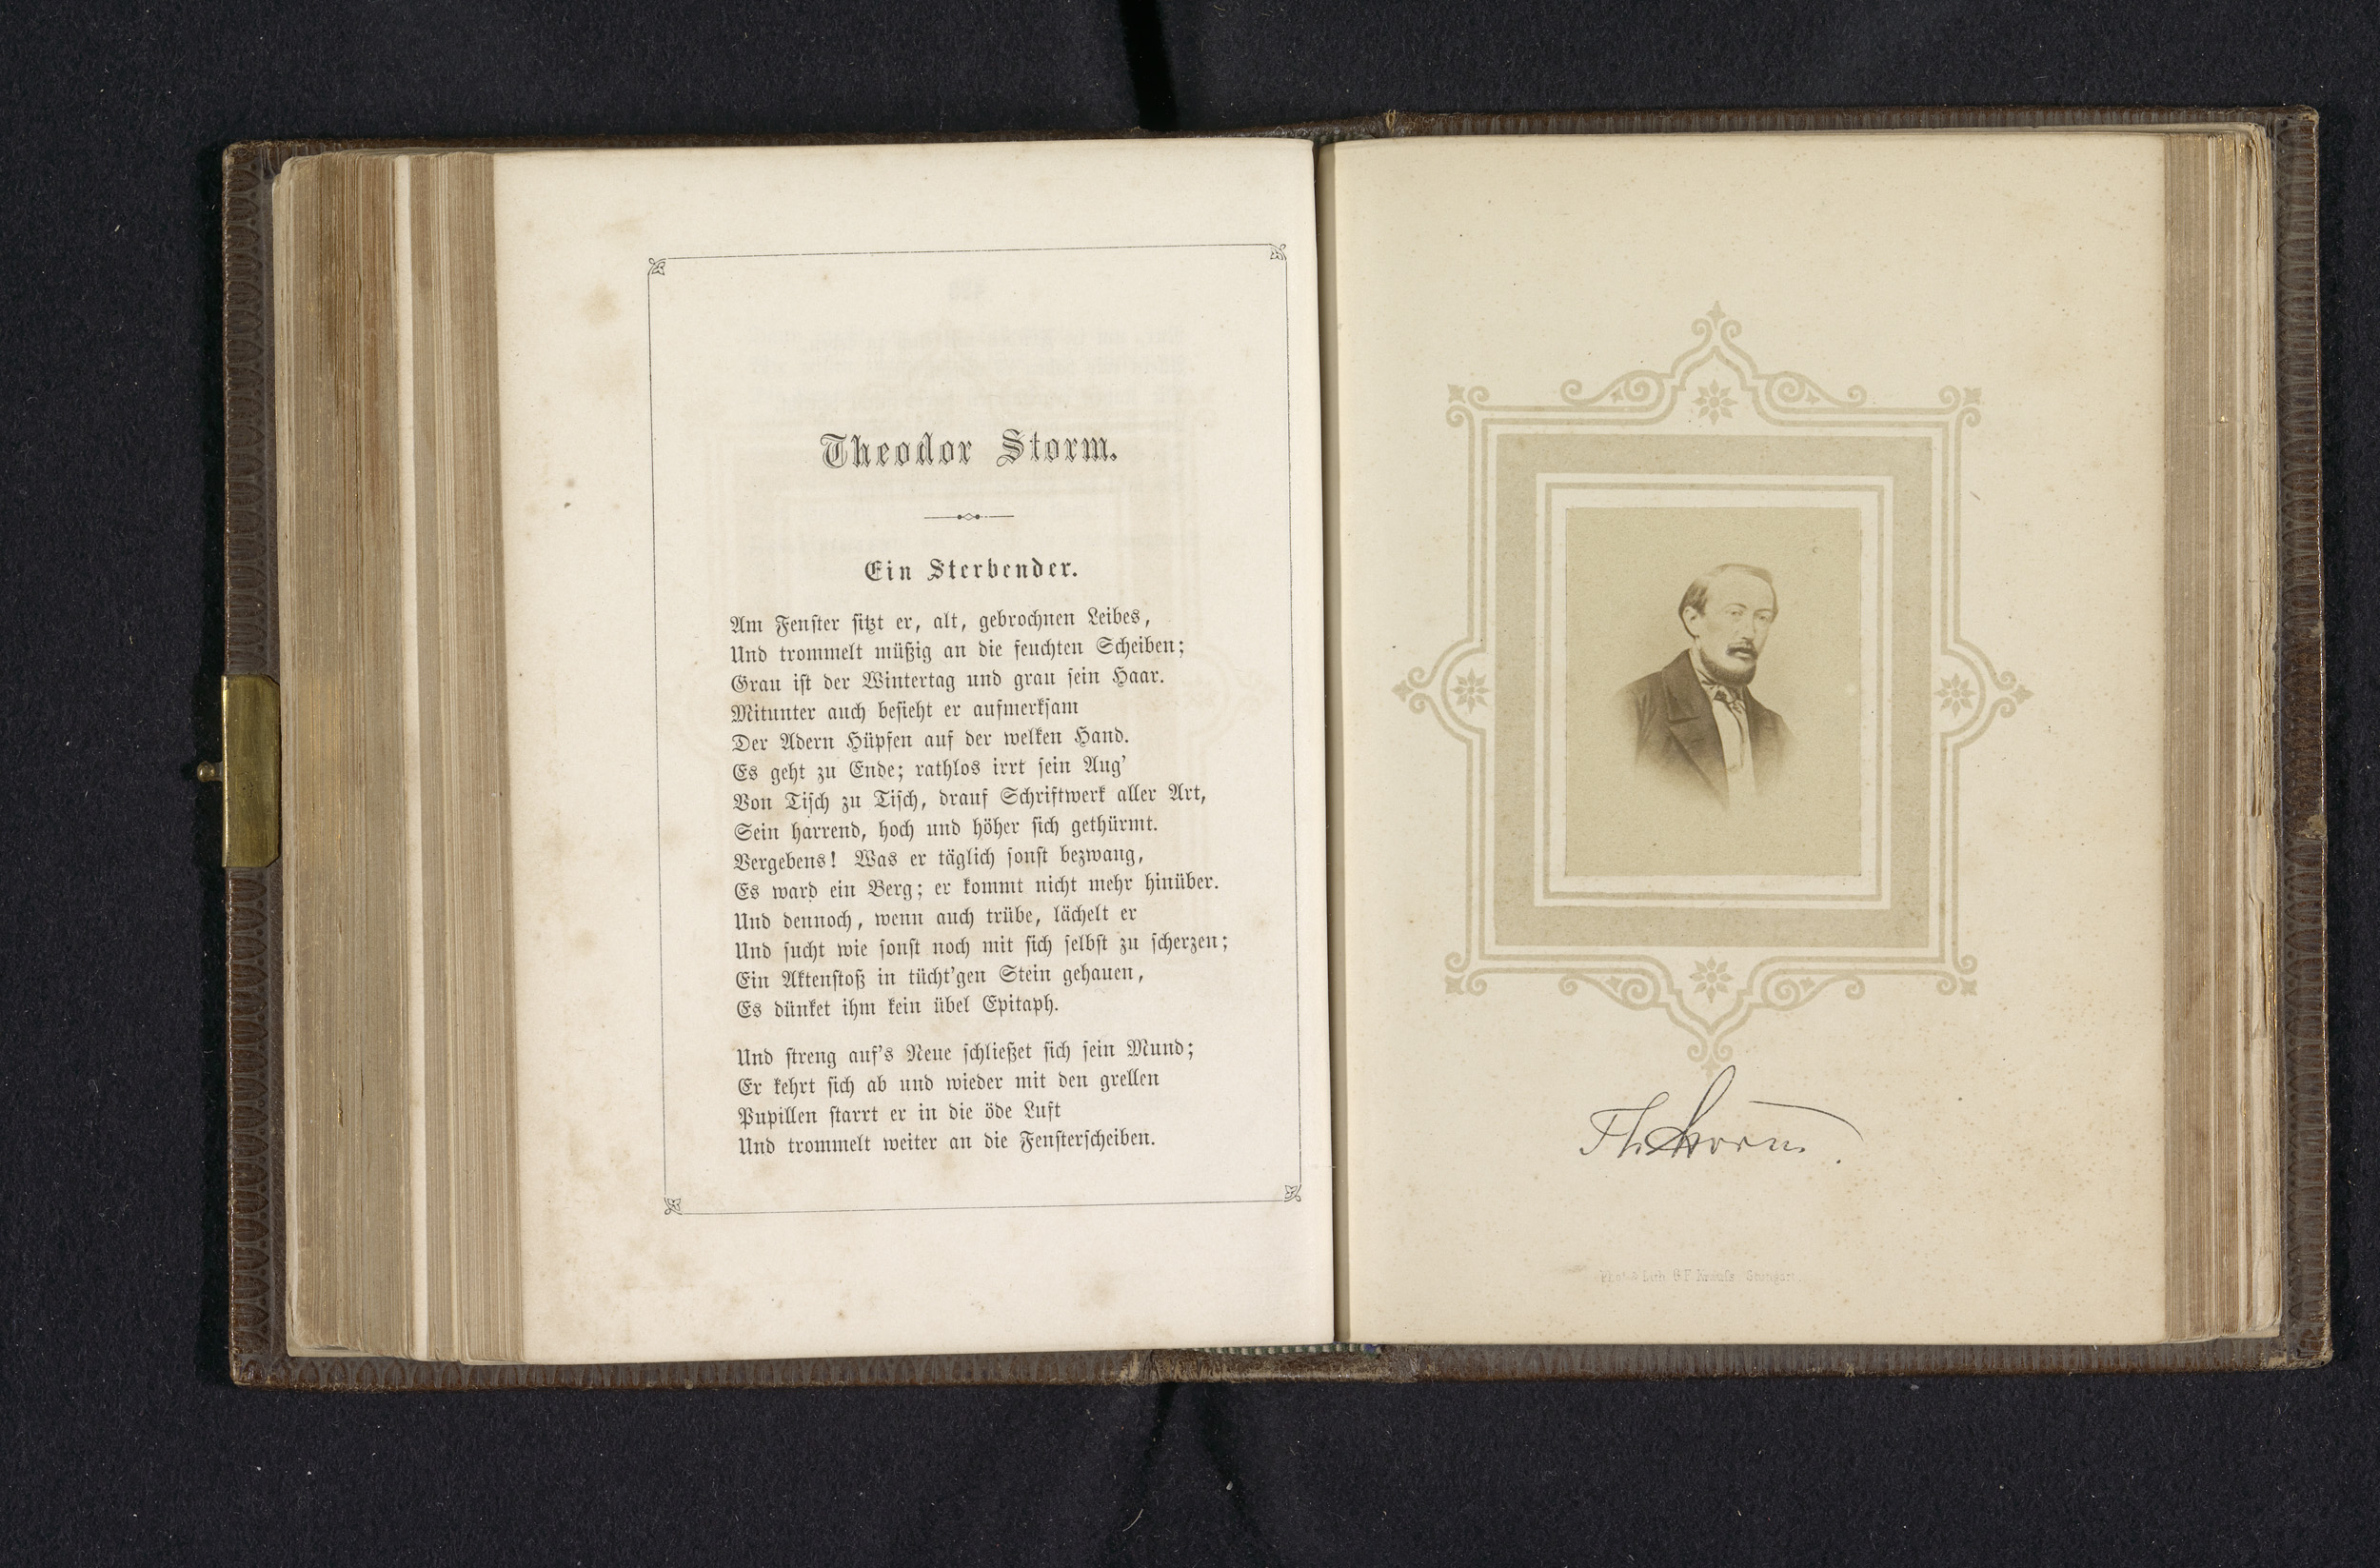 Theodor Storm.
Ein Sterbender.
Am Fenſter ſitzt er, alt, gebrochnen Leibes,
Und trommelt müßig an die feuchten Scheiben;
Grau iſt der Wintertag und grau ſein Haar.
Mitunter auch beſieht er aufmerkſam
Der Adern Hüpfen auf der welken Hand.
Es geht zu Ende; rathlos irrt ſein Aug’
Von Tiſch zu Tiſch, drauf Schriftwerk aller Art,
Sein harrend, hoch und höher ſich gethürmt.
Vergebens! Was er täglich ſonſt bezwang,
Es ward ein Berg; er kommt nicht mehr hinüber.
Und dennoch, wenn auch trübe, lächelt er
Und ſucht wie ſonſt noch mit ſich ſelbſt zu ſcherzen;
Ein Aktenſtoß in tücht’gen Stein gehauen,
Es dünket ihm kein übel Epitaph.
Und ſtreng auf’s Neue ſchließet ſich ſein Mund;
Er kehrt ſich ab und wieder mit den grellen
Pupillen ſtarrt er in die öde Luft
Und trommelt weiter an die Fenſterſcheiben.
Th. Storm.
Phot. & Lith. G. F. Stuttgart.